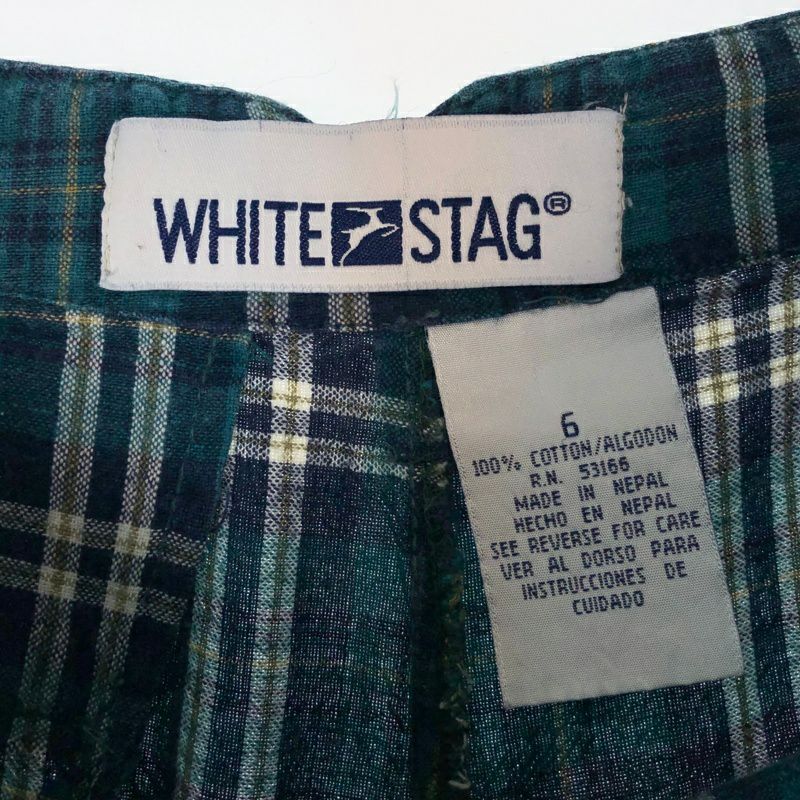 WHITE STAG®
6
100% COTTON/ALGODON
R.N. 53166
MADE IN NEPAL
HECHO EN NEPAL
SEE REVERSE FOR CARE
VER AL DORSO PARA
INSTRUCCIONES DE
CUIDADO